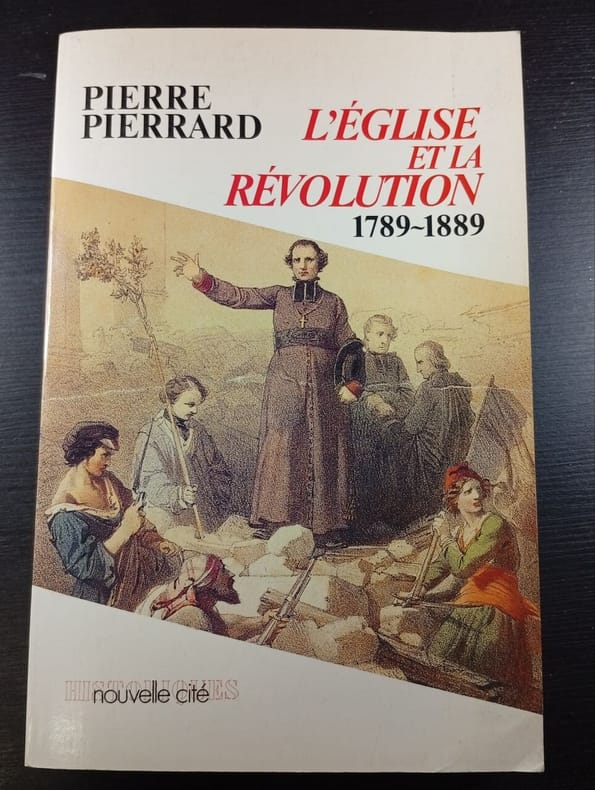 PIERRE
PIERRARD
L'ÉGLISE
ET LA
RÉVOLUTION
1789~1889
HISTORIQUES
nouvelle cité